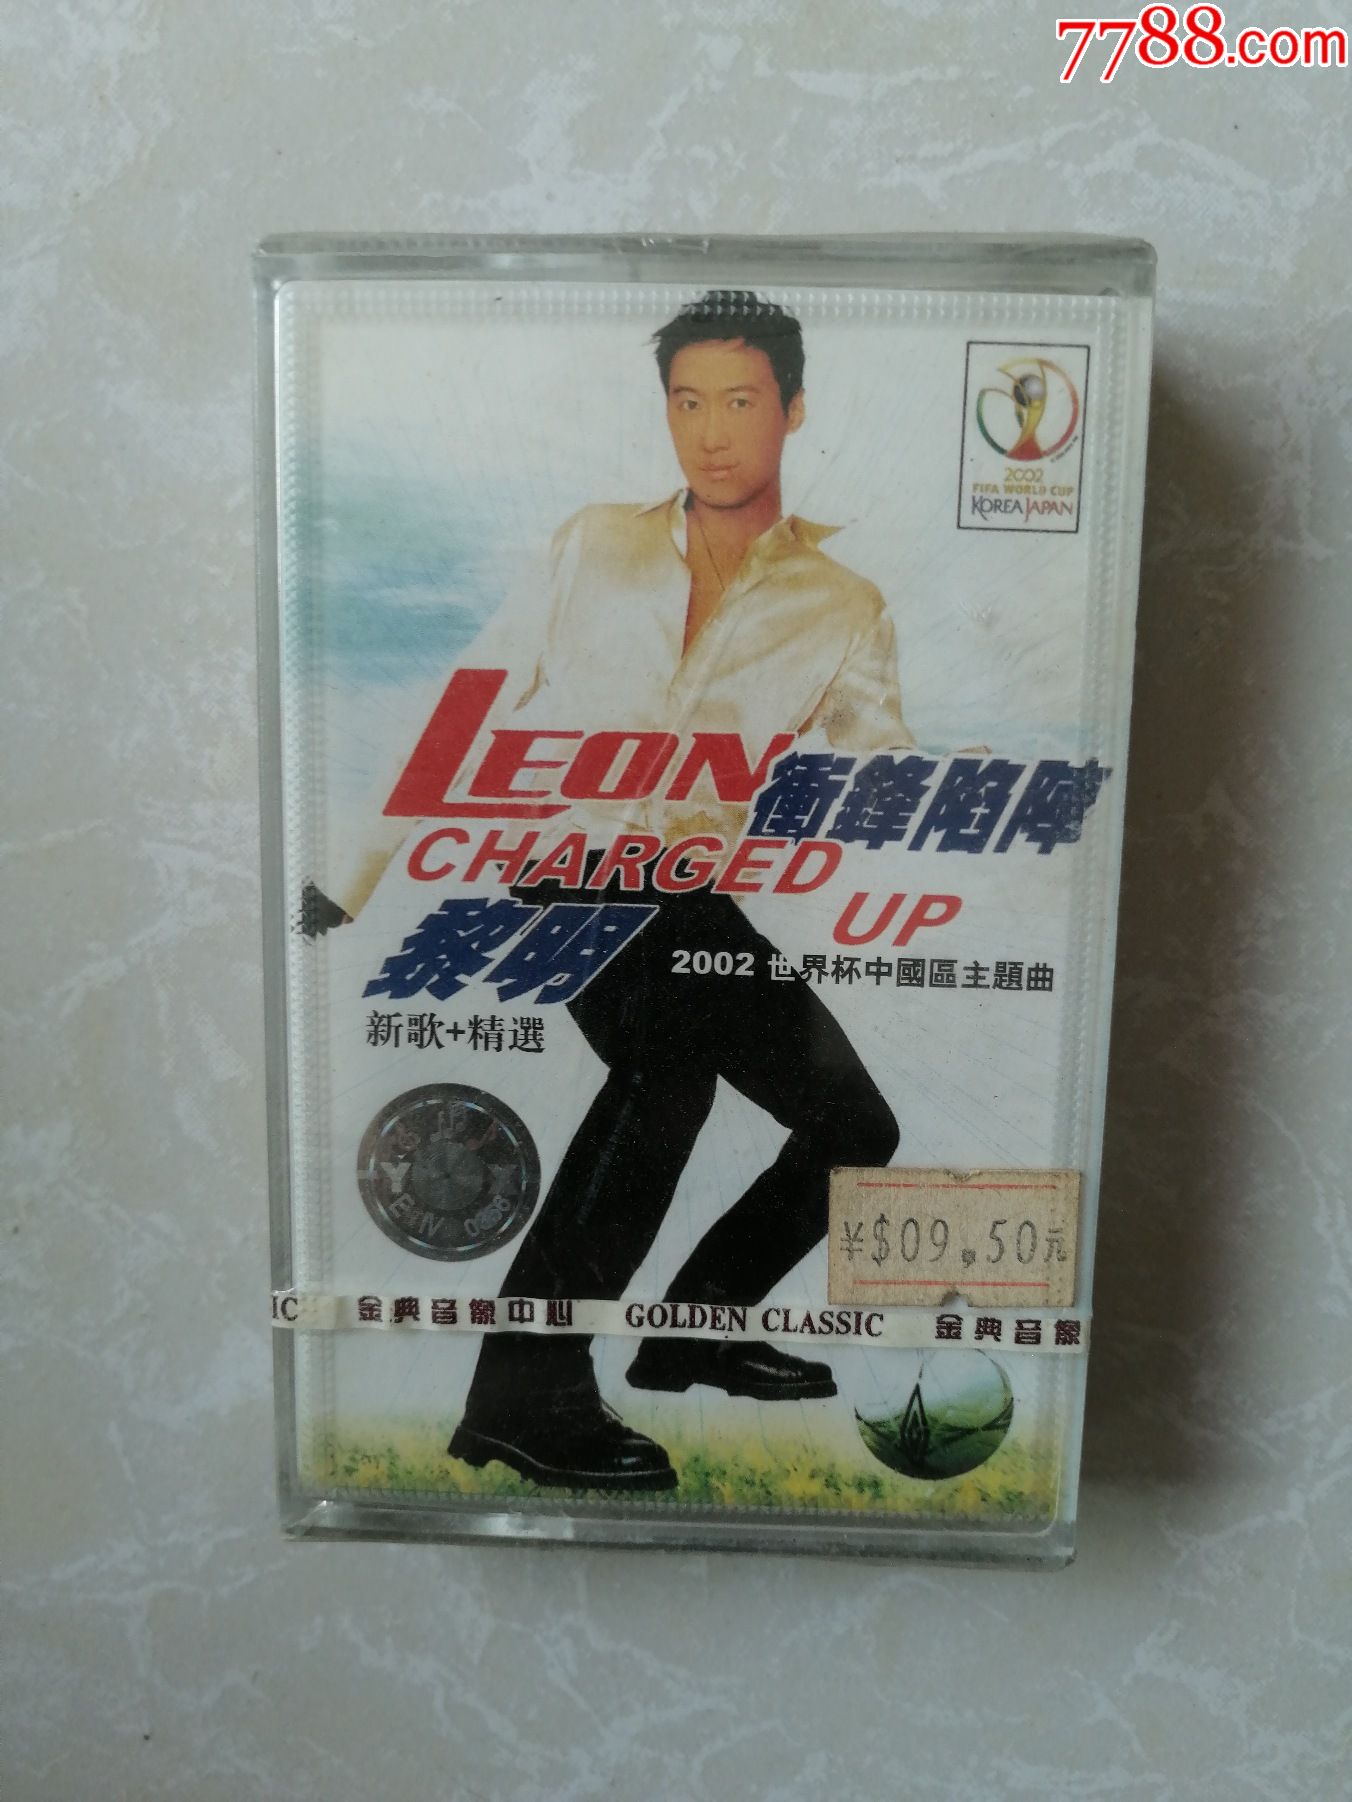 7788.com
2002
FIFA WORLD CUP
KOREA JAPAN
LEON 衝鋒陷陣
CHARGED UP
黎明
2002 世界杯中國區主題曲
新歌+精選
¥$09.50元
IC 金典音像中心 GOLDEN CLASSIC 金典音像